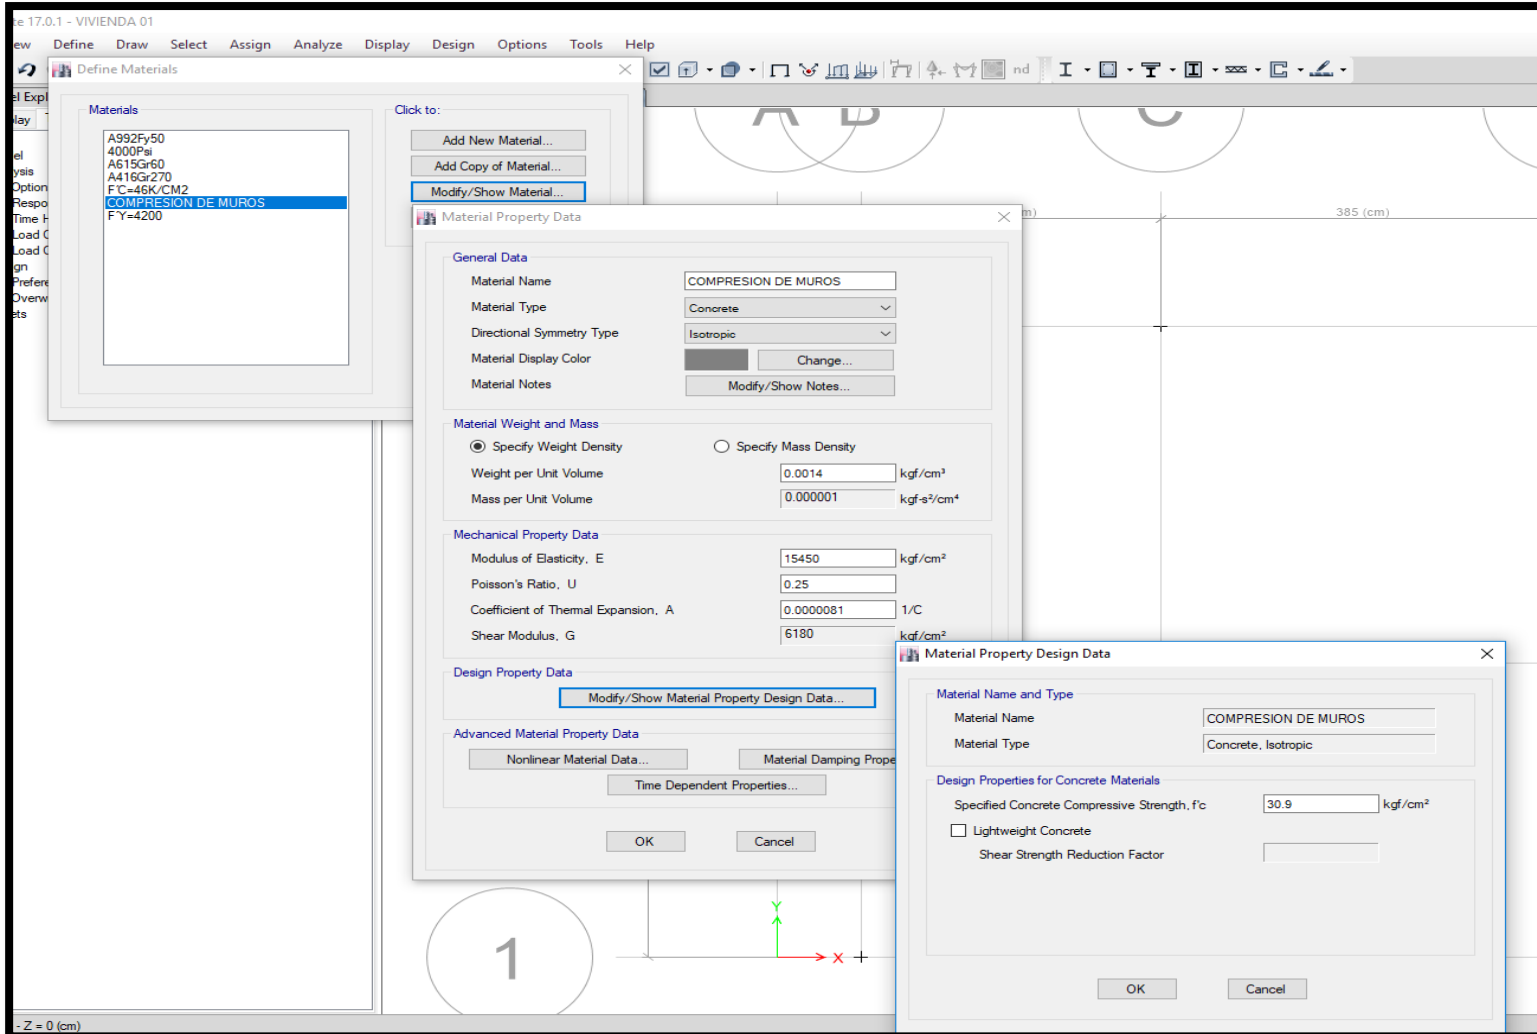 te 17.0.1 - VIVIENDA 01
ew Define Draw Select Assign Analyze Display Design Options Tools Help
nd
Define Materials
Materials
A992Fy50
4000Psi
A615Gr60
A416Gr270
F'C=46K/CM2
COMPRESION DE MUROS
F'Y=4200
Click to:
Add New Material...
Add Copy of Material...
Modify/Show Material...
el Expl
lay
el
ysis
Option
Respo
Time H
Load C
Load C
gn
Prefere
Overw
ets
A B C
m)
385 (cm)
Material Property Data
General Data
Material Name COMPRESION DE MUROS
Material Type Concrete
Directional Symmetry Type Isotropic
Material Display Color Change...
Material Notes Modify/Show Notes...
Material Weight and Mass
Specify Weight Density Specify Mass Density
Weight per Unit Volume 0.0014 kgf/cm³
Mass per Unit Volume 0.000001 kgf-s²/cm⁴
Mechanical Property Data
Modulus of Elasticity, E 15450 kgf/cm²
Poisson's Ratio, U 0.25
Coefficient of Thermal Expansion, A 0.0000081 1/C
Shear Modulus, G 6180 kgf/cm²
Design Property Data
Modify/Show Material Property Design Data...
Advanced Material Property Data
Nonlinear Material Data... Material Damping Prope
Time Dependent Properties...
OK Cancel
Material Property Design Data
Material Name and Type
Material Name COMPRESION DE MUROS
Material Type Concrete, Isotropic
Design Properties for Concrete Materials
Specified Concrete Compressive Strength, f'c 30.9 kgf/cm²
Lightweight Concrete
Shear Strength Reduction Factor
OK Cancel
1
Y
X
- Z = 0 (cm)